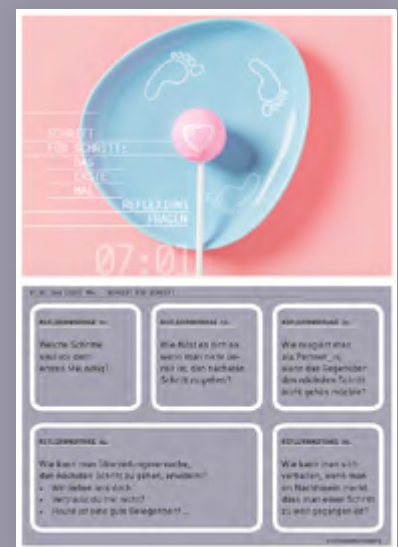 SCHRITT
FÜR SCHRITT:
DAS
ERSTE
MAL
REFLEXIONS
FRAGEN
07:01
REFLEXIONSFRAGE
REFLEXIONSFRAGE
REFLEXIONSFRAGE
Welche Schritte
sind vor dem
ersten Mal nötig?
Wie fühlt es sich an,
wenn man nicht be-
reit ist, den nächsten
Schritt zu gehen?
Wie reagiert man
als Partner_in,
wenn das Gegenüber
den nächsten Schritt
nicht gehen möchte?
REFLEXIONSFRAGE
REFLEXIONSFRAGE
Wie kann man Überredungsversuche,
den nächsten Schritt zu gehen, erwidern?
• Wir lieben uns doch
• Vertraust du mir nicht?
• Heute ist eine gute Gelegenheit ...
Wie kann man sich
verhalten, wenn man
im Nachhinein merkt,
dass man einen Schritt
zu weit gegangen ist?